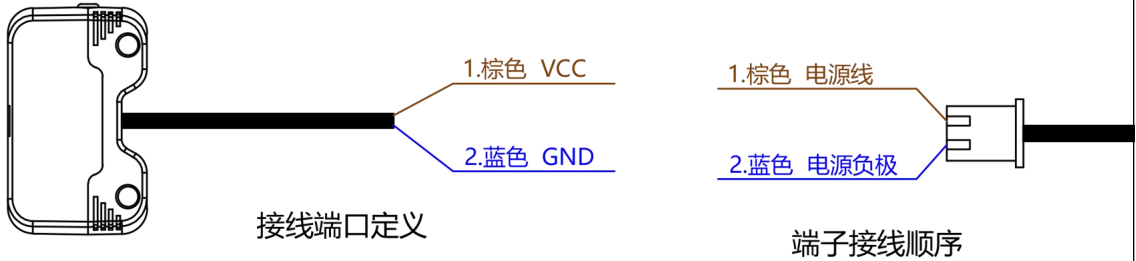 1.棕色 VCC
2.蓝色 GND
接线端口定义
1.棕色 电源线
2.蓝色 电源负极
端子接线顺序